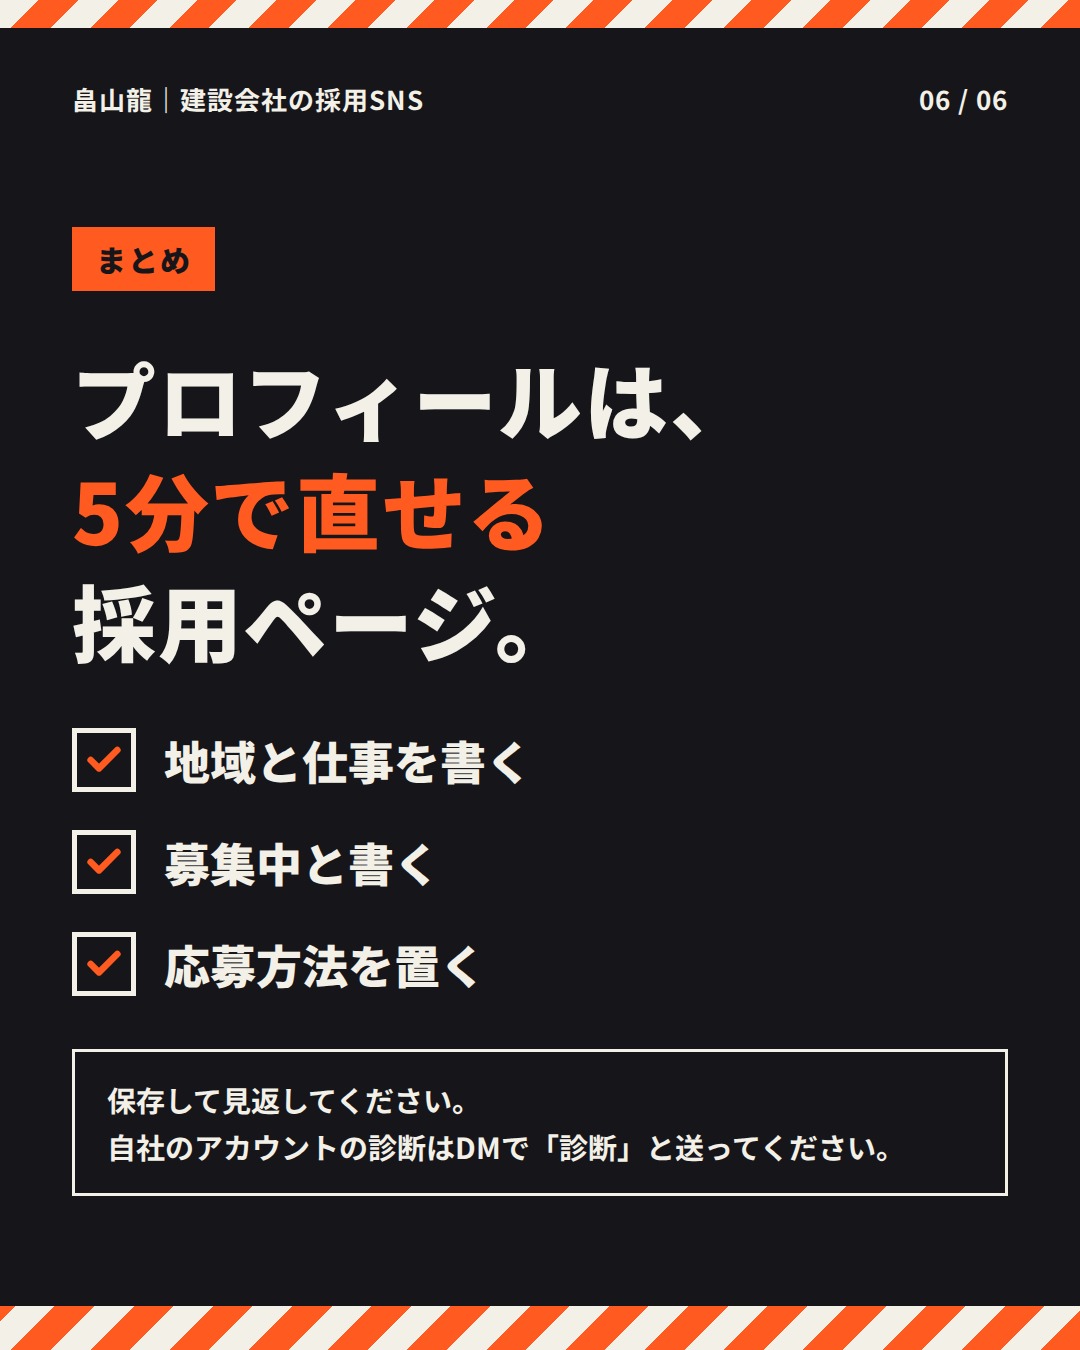 畠山龍｜建設会社の採用SNS
06 / 06
まとめ
プロフィールは、
5分で直せる
採用ページ。
地域と仕事を書く
募集中と書く
応募方法を置く
保存して見返してください。
自社のアカウントの診断はDMで「診断」と送ってください。